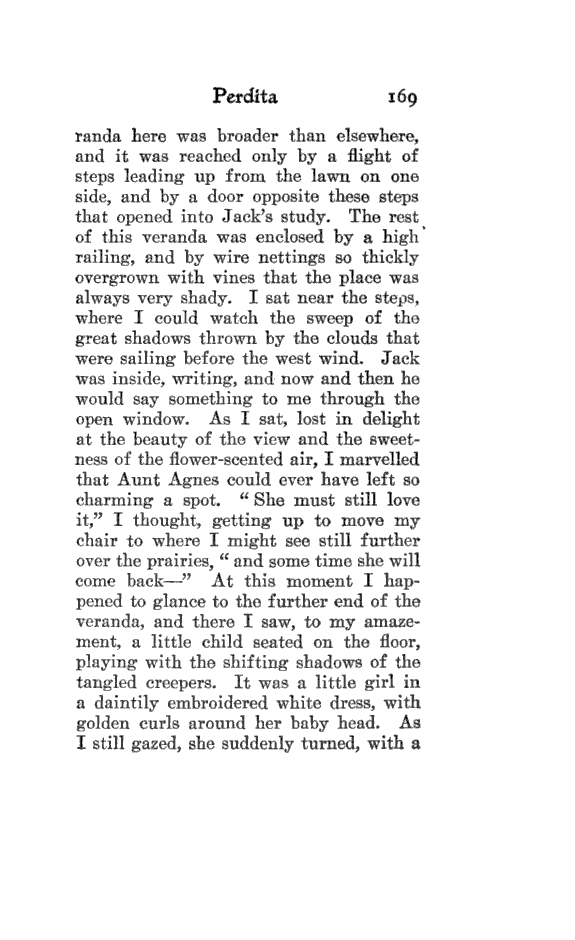 Perdita 169
randa here was broader than elsewhere,
and it was reached only by a flight of
steps leading up from the lawn on one
side, and by a door opposite these steps
that opened into Jack's study. The rest
of this veranda was enclosed by a high
railing, and by wire nettings so thickly
overgrown with vines that the place was
always very shady. I sat near the steps,
where I could watch the sweep of the
great shadows thrown by the clouds that
were sailing before the west wind. Jack
was inside, writing, and now and then he
would say something to me through the
open window. As I sat, lost in delight
at the beauty of the view and the sweet-
ness of the flower-scented air, I marvelled
that Aunt Agnes could ever have left so
charming a spot. “ She must still love
it,” I thought, getting up to move my
chair to where I might see still further
over the prairies, “ and some time she will
come back—” At this moment I hap-
pened to glance to the further end of the
veranda, and there I saw, to my amaze-
ment, a little child seated on the floor,
playing with the shifting shadows of the
tangled creepers. It was a little girl in
a daintily embroidered white dress, with
golden curls around her baby head. As
I still gazed, she suddenly turned, with a